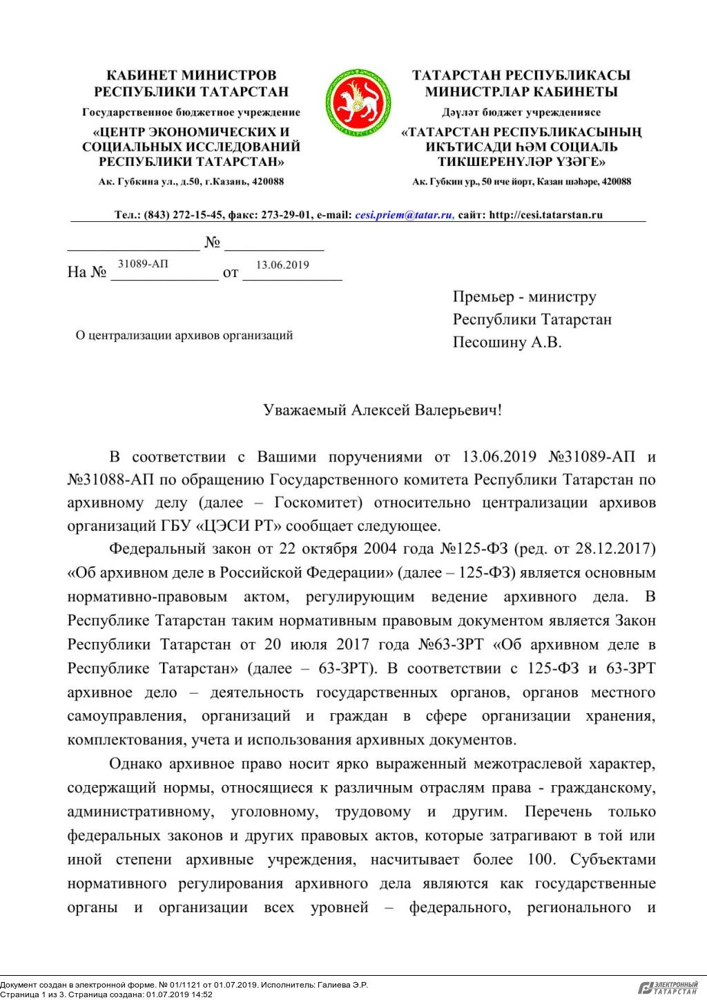 КАБИНЕТ МИНИСТРОВ
РЕСПУБЛИКИ ТАТАРСТАН
Государственное бюджетное учреждение
«ЦЕНТР ЭКОНОМИЧЕСКИХ И
СОЦИАЛЬНЫХ ИССЛЕДОВАНИЙ
РЕСПУБЛИКИ ТАТАРСТАН»
Ак. Губкина ул., д.50, г.Казань, 420088
ТАТАРСТАН
ТАТАРСТАН РЕСПУБЛИКАСЫ
МИНИСТРЛАР КАБИНЕТЫ
Дәүләт бюджет учреждениясе
«ТАТАРСТАН РЕСПУБЛИКАСЫНЫҢ
ИКЪТИСАДИ ҺӘМ СОЦИАЛЬ
ТИКШЕРЕНҮЛӘР ҮЗӘГЕ»
Ак. Губкин ур., 50 нче йорт, Казан шәһәре, 420088
Тел.: (843) 272-15-45, факс: 273-29-01, e-mail: cesi.priem@tatar.ru, сайт: http://cesi.tatarstan.ru
________________ № ____________
На № 31089-АП от 13.06.2019
Премьер - министру
Республики Татарстан
Песошину А.В.
О централизации архивов организаций
Уважаемый Алексей Валерьевич!
В соответствии с Вашими поручениями от 13.06.2019 №31089-АП и
№31088-АП по обращению Государственного комитета Республики Татарстан по
архивному делу (далее – Госкомитет) относительно централизации архивов
организаций ГБУ «ЦЭСИ РТ» сообщает следующее.
Федеральный закон от 22 октября 2004 года №125-ФЗ (ред. от 28.12.2017)
«Об архивном деле в Российской Федерации» (далее – 125-ФЗ) является основным
нормативно-правовым актом, регулирующим ведение архивного дела. В
Республике Татарстан таким нормативным правовым документом является Закон
Республики Татарстан от 20 июля 2017 года №63-ЗРТ «Об архивном деле в
Республике Татарстан» (далее – 63-ЗРТ). В соответствии с 125-ФЗ и 63-ЗРТ
архивное дело – деятельность государственных органов, органов местного
самоуправления, организаций и граждан в сфере организации хранения,
комплектования, учета и использования архивных документов.
Однако архивное право носит ярко выраженный межотраслевой характер,
содержащий нормы, относящиеся к различным отраслям права - гражданскому,
административному, уголовному, трудовому и другим. Перечень только
федеральных законов и других правовых актов, которые затрагивают в той или
иной степени архивные учреждения, насчитывает более 100. Субъектами
нормативного регулирования архивного дела являются как государственные
органы и организации всех уровней – федерального, регионального и
Документ создан в электронной форме. № 01/1121 от 01.07.2019. Исполнитель: Галиева Э.Р.
Страница 1 из 3. Страница создана: 01.07.2019 14:52
ЭЛЕКТРОННЫЙ
ТАТАРСТАН